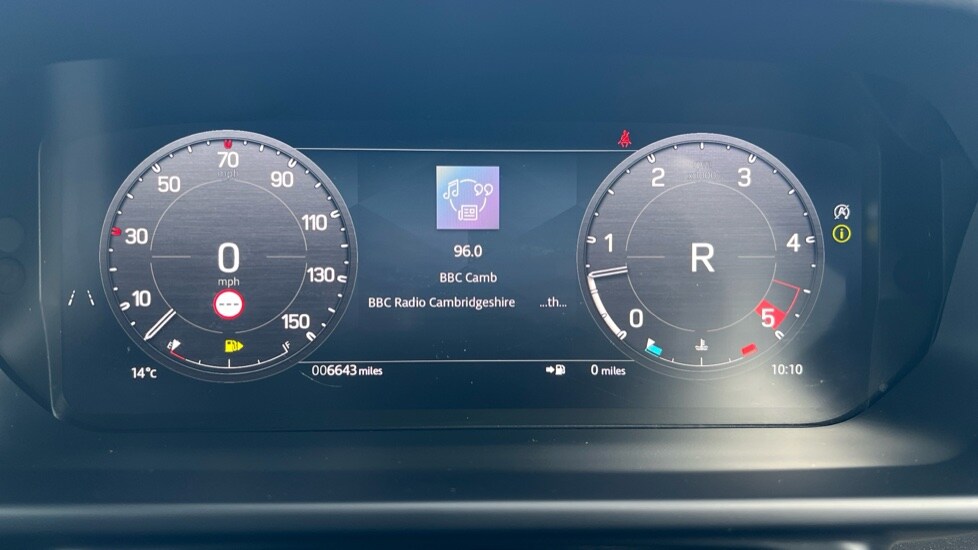 70
mph
50
90
30
110
0
mph
10
130
150
E
F
14°C
006643 miles
96.0
BBC Camb
BBC Radio Cambridgeshire
...th...
0 miles
2
3
1
4
R
0
5
10:10